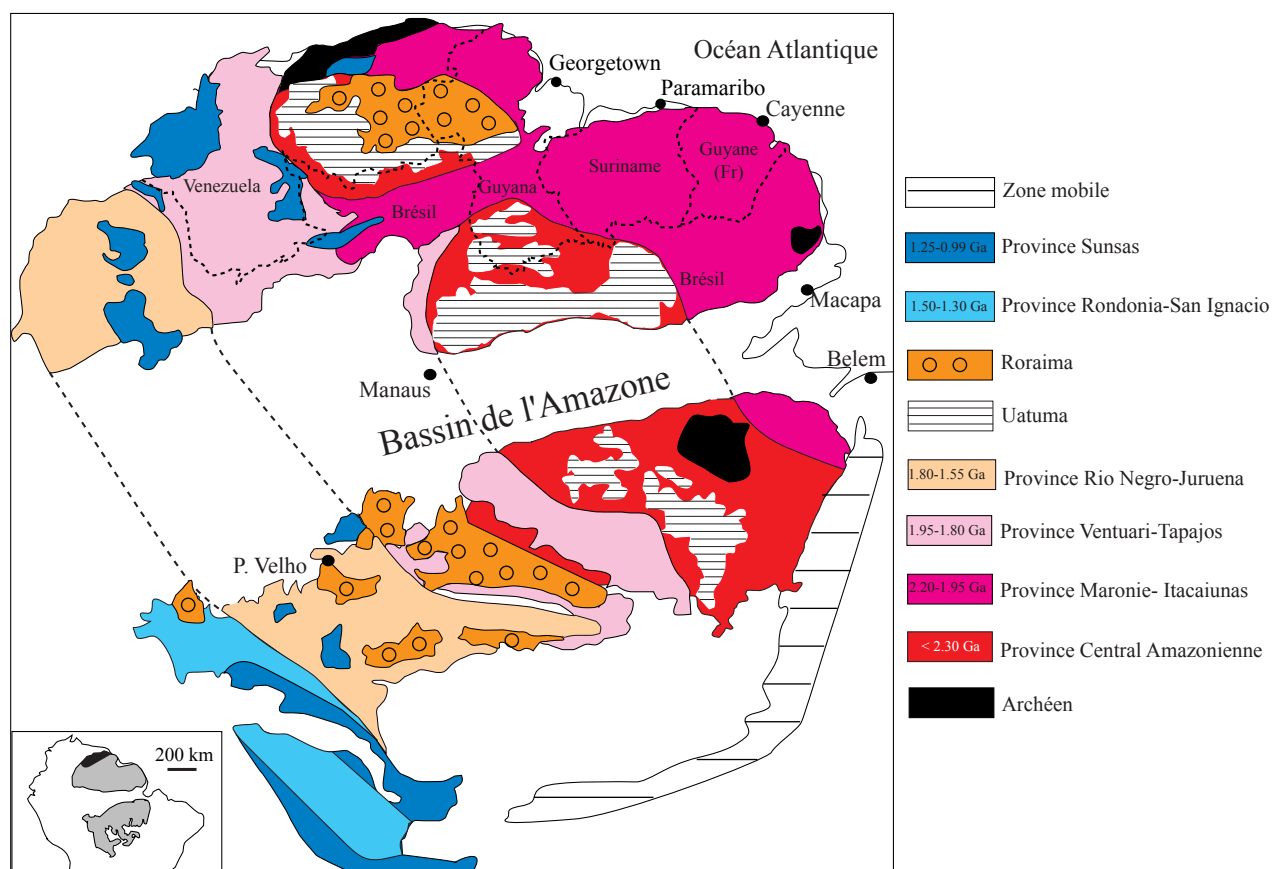 Océan Atlantique
Georgetown
Paramaribo
Cayenne
Venezuela
Brésil
Guyana
Suriname
Guyane
(Fr)
Brésil
Macapa
Belem
Manaus
Bassin de l'Amazone
P. Velho
200 km
Zone mobile
1.25-0.99 Ga Province Sunsas
1.50-1.30 Ga Province Rondonia-San Ignacio
Roraima
Uatuma
1.80-1.55 Ga Province Rio Negro-Juruena
1.95-1.80 Ga Province Ventuari-Tapajos
2.20-1.95 Ga Province Maronie- Itacaiunas
< 2.30 Ga Province Central Amazonienne
Archéen